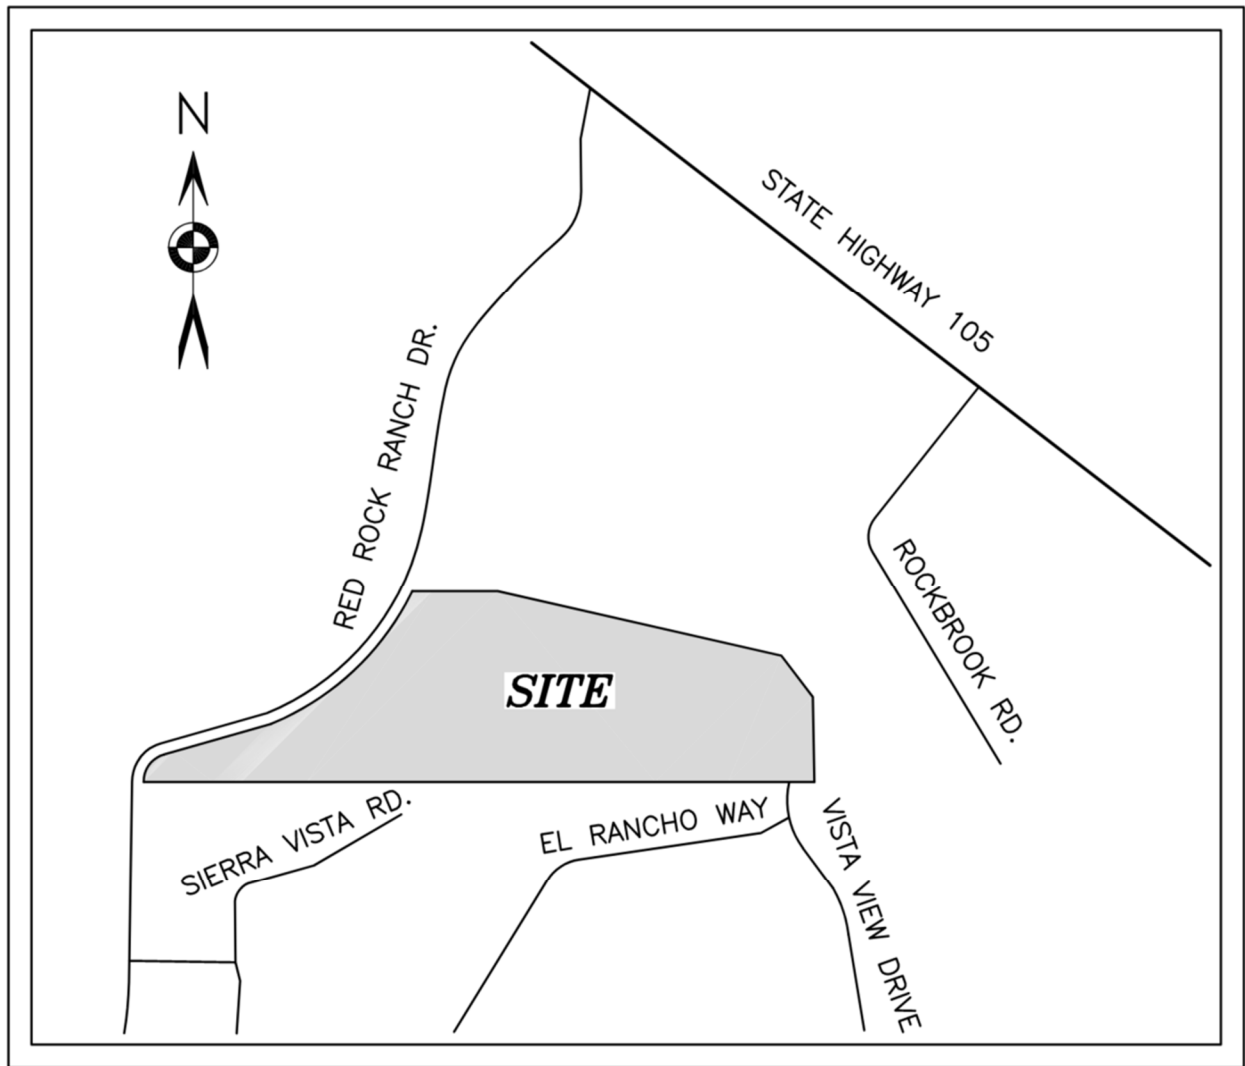 N
STATE HIGHWAY 105
RED ROCK RANCH DR.
ROCKBROOK RD.
SITE
SIERRA VISTA RD.
EL RANCHO WAY
VISTA VIEW DRIVE